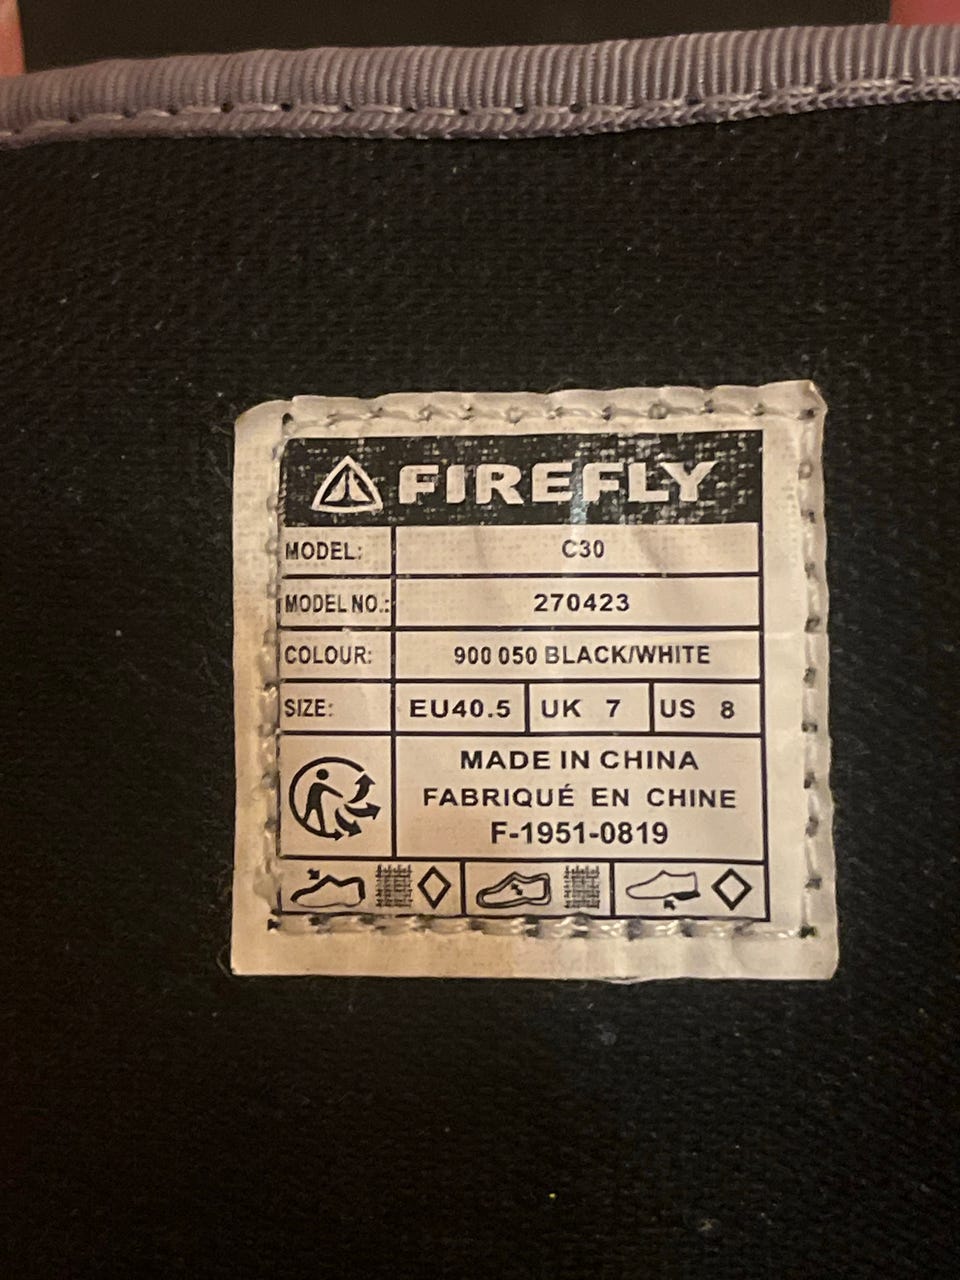 FIREFLY
MODEL: C30
MODEL NO.: 270423
COLOUR: 900 050 BLACK/WHITE
SIZE: EU40.5 UK 7 US 8
MADE IN CHINA
FABRIQUÉ EN CHINE
F-1951-0819